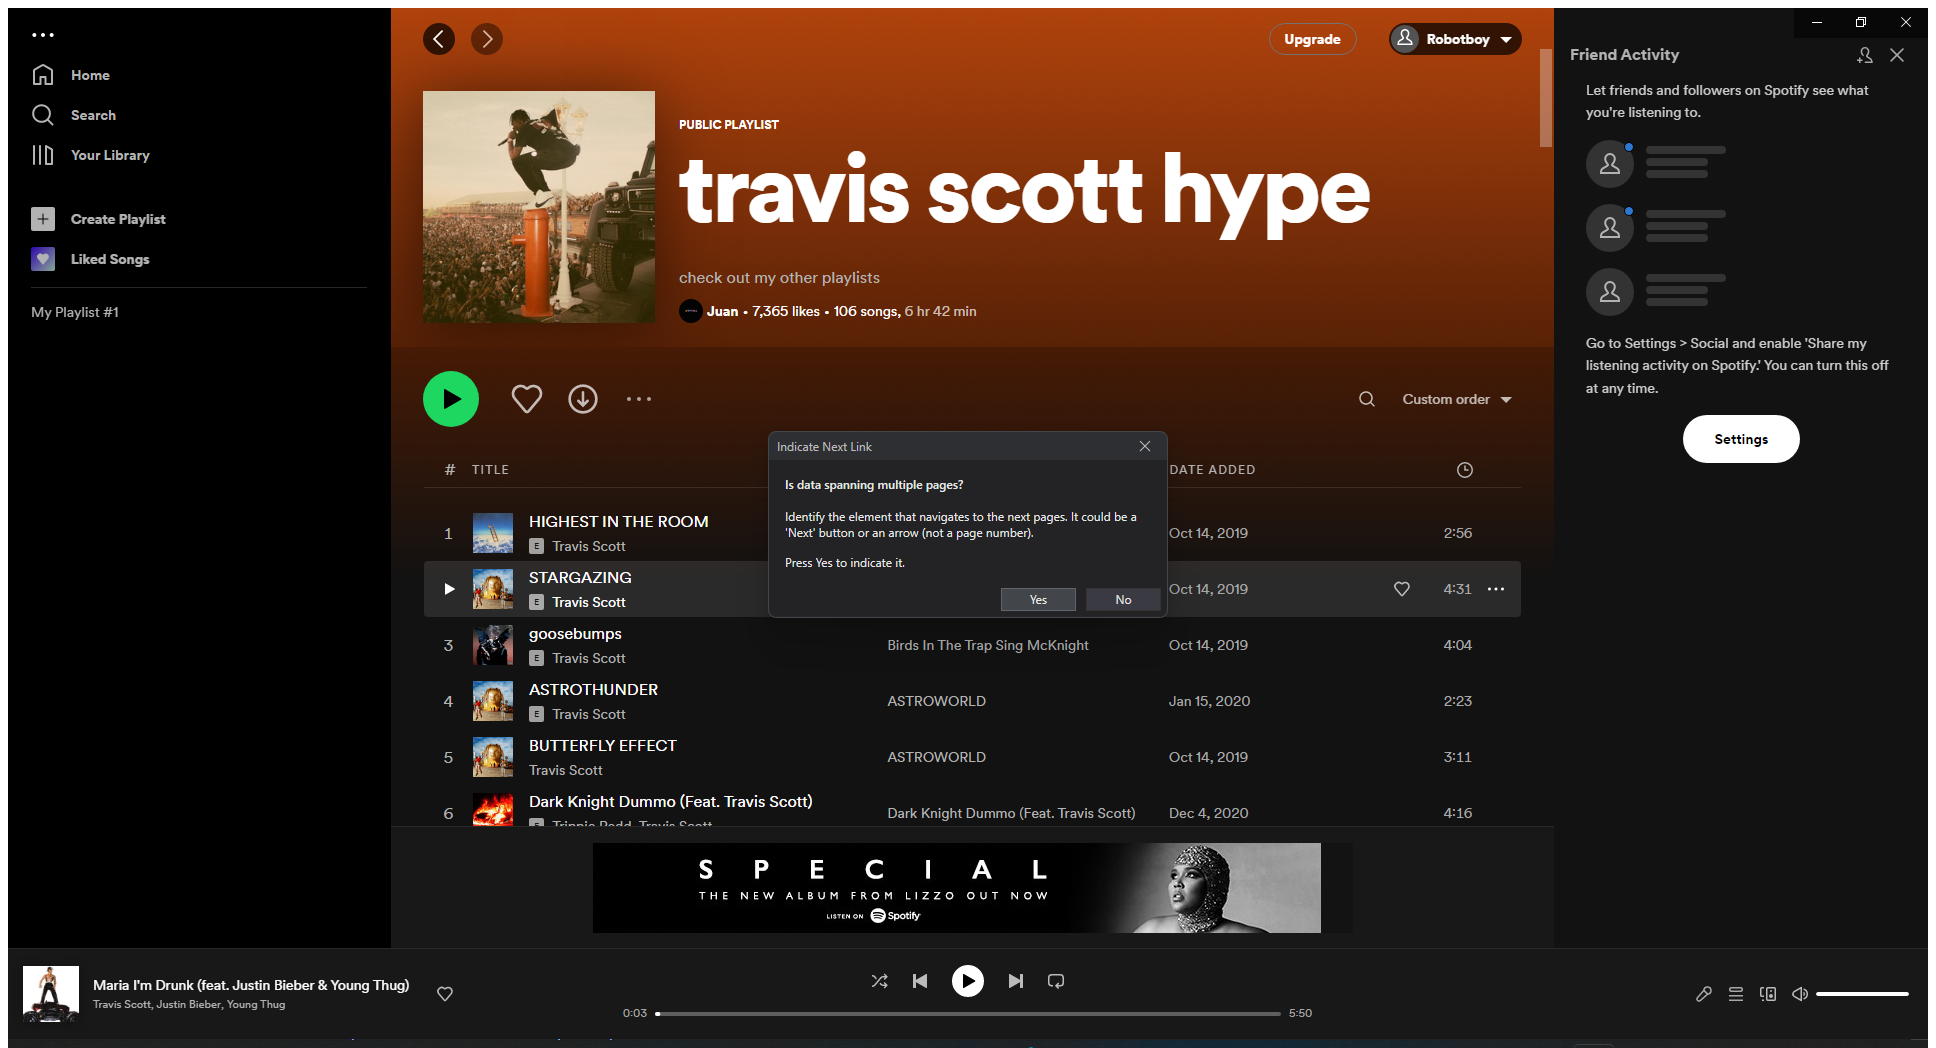 Home
Search
Your Library
Create Playlist
Liked Songs
My Playlist #1
Upgrade
Robotboy
PUBLIC PLAYLIST
travis scott hype
check out my other playlists
Juan • 7,365 likes • 106 songs, 6 hr 42 min
Custom order
# TITLE DATE ADDED
1 HIGHEST IN THE ROOM
E Travis Scott
Oct 14, 2019 2:56
STARGAZING
E Travis Scott
Oct 14, 2019 4:31
3 goosebumps
E Travis Scott
Birds In The Trap Sing McKnight Oct 14, 2019 4:04
4 ASTROTHUNDER
E Travis Scott
ASTROWORLD Jan 15, 2020 2:23
5 BUTTERFLY EFFECT
Travis Scott
ASTROWORLD Oct 14, 2019 3:11
6 Dark Knight Dummo (Feat. Travis Scott)
E Trippie Redd, Travis Scott
Dark Knight Dummo (Feat. Travis Scott) Dec 4, 2020 4:16
Indicate Next Link
Is data spanning multiple pages?
Identify the element that navigates to the next pages. It could be a
'Next' button or an arrow (not a page number).
Press Yes to indicate it.
Yes No
SPECIAL
THE NEW ALBUM FROM LIZZO OUT NOW
LISTEN ON Spotify
Friend Activity
Let friends and followers on Spotify see what
you're listening to.
Go to Settings > Social and enable 'Share my
listening activity on Spotify.' You can turn this off
at any time.
Settings
Maria I'm Drunk (feat. Justin Bieber & Young Thug)
Travis Scott, Justin Bieber, Young Thug
0:03 5:50